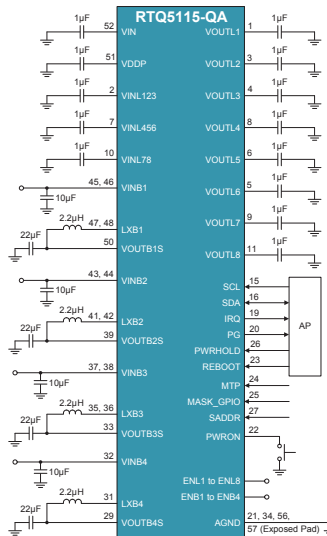 RTQ5115-QA
1µF 52 VIN VOUTL1 1 1µF
1µF 51 VDDP VOUTL2 3 1µF
1µF 2 VINL123 VOUTL3 4 1µF
1µF 7 VINL456 VOUTL4 8 1µF
1µF 10 VINL78 VOUTL5 6 1µF
45, 46 VINB1 VOUTL6 5 1µF
10µF
2.2µH 47, 48 LXB1 VOUTL7 9 1µF
22µF 50 VOUTB1S VOUTL8 11 1µF
43, 44 VINB2
10µF
SCL 15
SDA 16
2.2µH 41, 42 LXB2 IRQ 19
22µF 39 VOUTB2S PG 20 AP
PWRHOLD 26
37, 38 VINB3 REBOOT 23
10µF
MTP 24
2.2µH 35, 36 LXB3 MASK_GPIO 25
SADDR 27
22µF 33 VOUTB3S PWRON 22
32 VINB4
10µF
ENL1 to ENL8
2.2µH 31 LXB4 ENB1 to ENB4
22µF 29 VOUTB4S AGND 21, 34, 56,
57 (Exposed Pad)